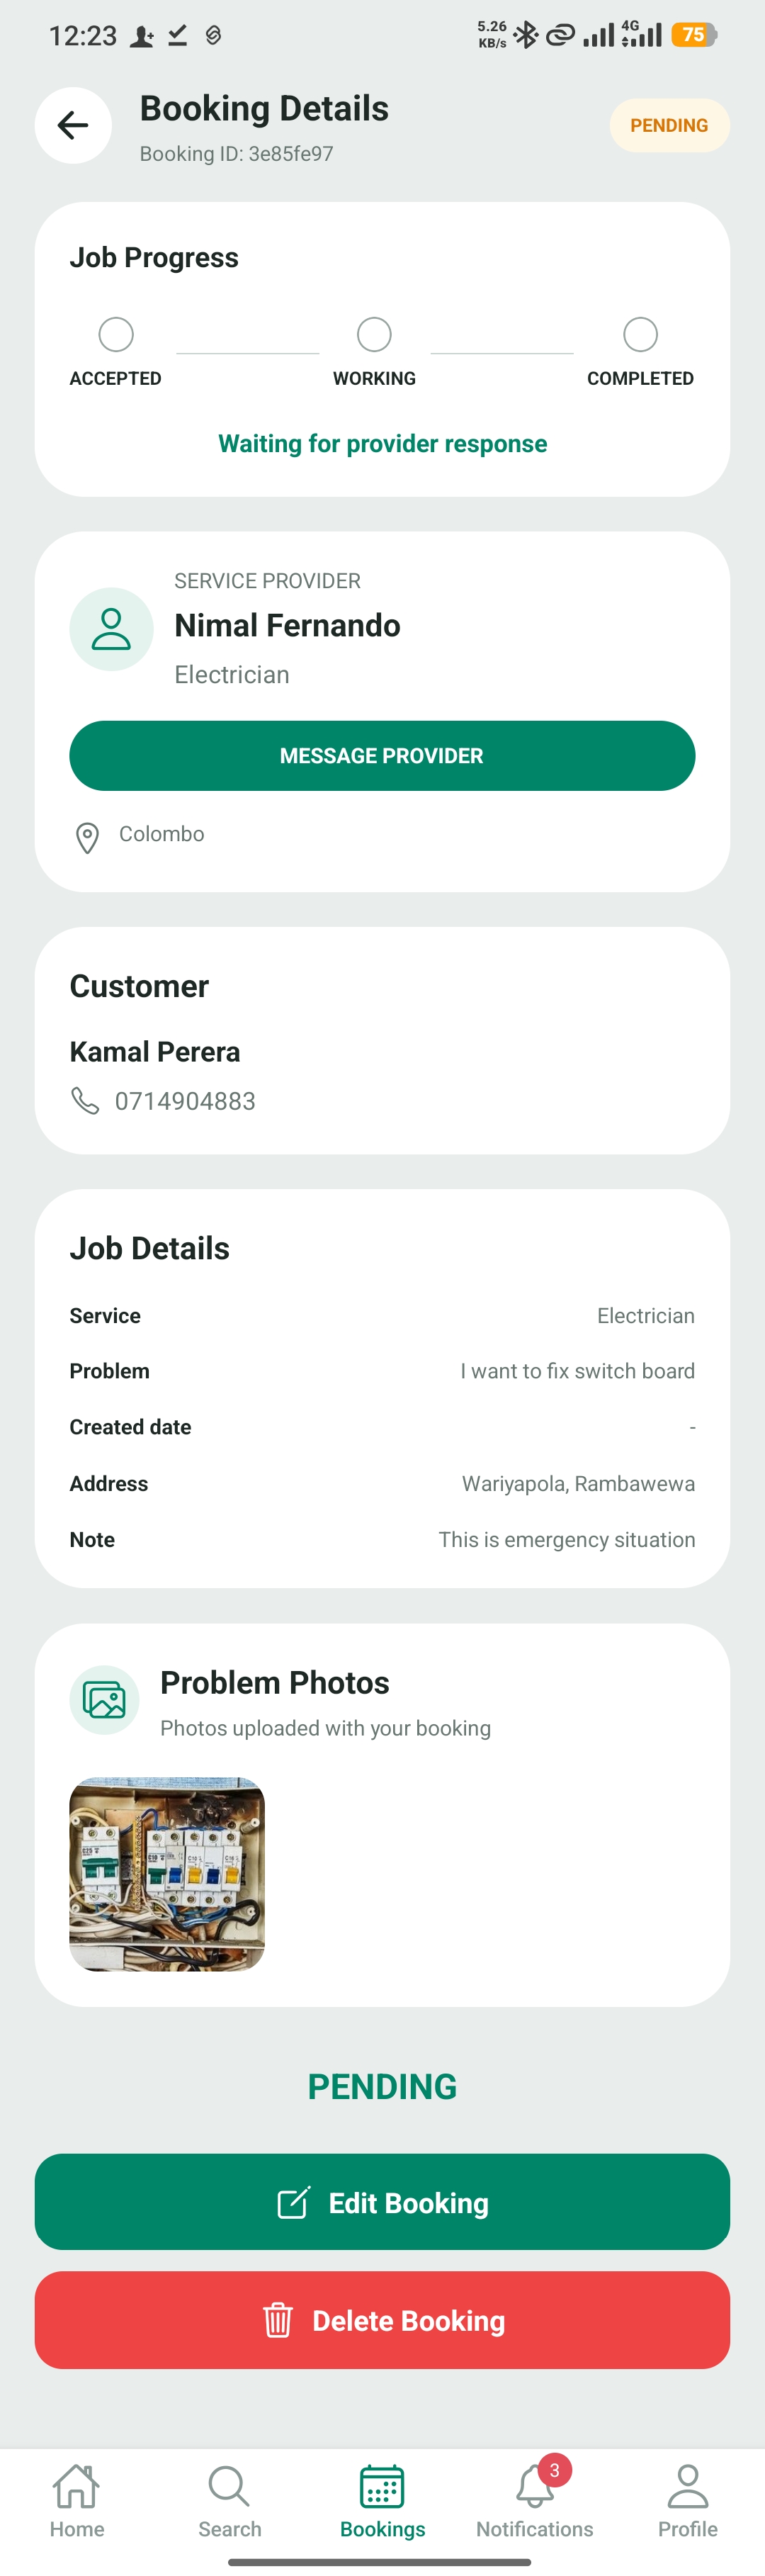 12:23
5.26 KB/s
4G
75
Booking Details
Booking ID: 3e85fe97
PENDING
Job Progress
ACCEPTED
WORKING
COMPLETED
Waiting for provider response
SERVICE PROVIDER
Nimal Fernando
Electrician
MESSAGE PROVIDER
Colombo
Customer
Kamal Perera
0714904883
Job Details
Service Electrician
Problem I want to fix switch board
Created date -
Address Wariyapola, Rambawewa
Note This is emergency situation
Problem Photos
Photos uploaded with your booking
PENDING
Edit Booking
Delete Booking
3
Home Search Bookings Notifications Profile